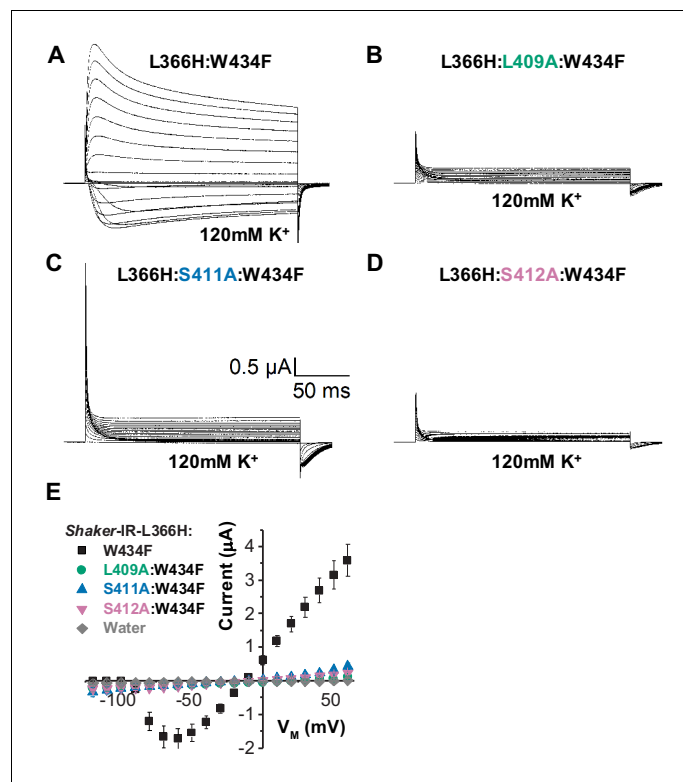 A
L366H:W434F
120mM K⁺
B
L366H:L409A:W434F
120mM K⁺
C
L366H:S411A:W434F
0.5 µA
50 ms
120mM K⁺
D
L366H:S412A:W434F
120mM K⁺
E
Shaker-IR-L366H:
W434F
L409A:W434F
S411A:W434F
S412A:W434F
Water
Current (µA)
4
3
2
1
-1
-2
-100
-50
50
V_M (mV)